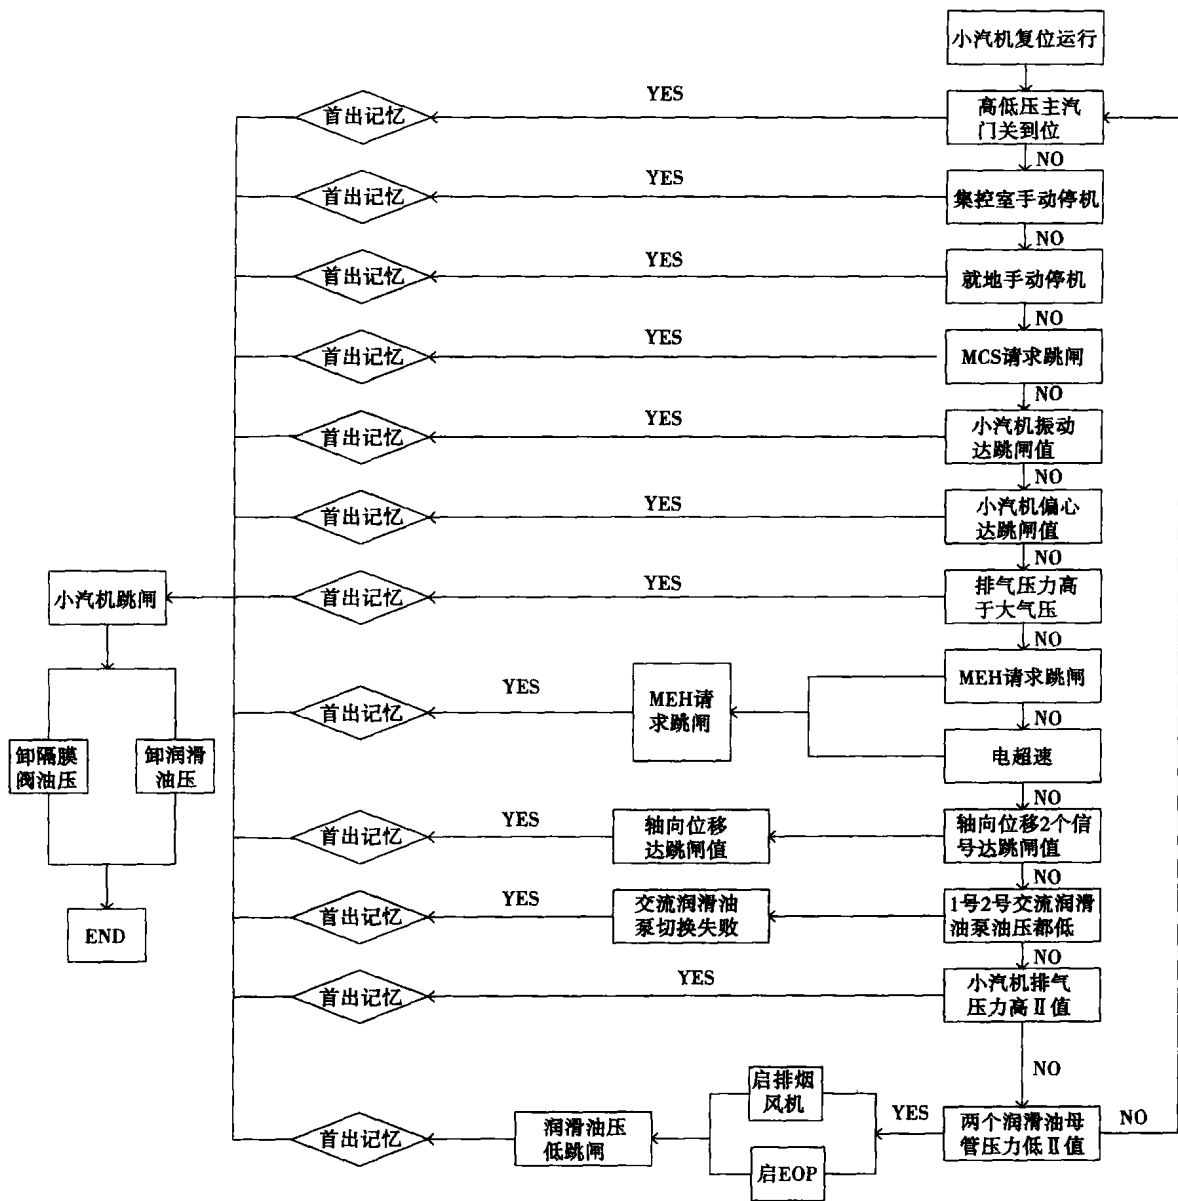 小汽机复位运行
YES
首出记忆
高低压主汽
门关到位
NO
YES
首出记忆
集控室手动停机
NO
YES
首出记忆
就地手动停机
NO
YES
首出记忆
MCS请求跳闸
NO
YES
首出记忆
小汽机振动
达跳闸值
NO
YES
首出记忆
小汽机偏心
达跳闸值
NO
小汽机跳闸
YES
首出记忆
排气压力高
于大气压
NO
YES
首出记忆
MEH请
求跳闸
MEH请求跳闸
NO
卸隔膜
阀油压
卸润滑
油压
电超速
NO
YES
首出记忆
轴向位移
达跳闸值
轴向位移2个信
号达跳闸值
NO
END
YES
首出记忆
交流润滑油
泵切换失败
1号2号交流润滑
油泵油压都低
NO
YES
首出记忆
小汽机排气
压力高Ⅱ值
NO
启排烟
风机
YES
首出记忆
润滑油压
低跳闸
启EOP
两个润滑油母
管压力低Ⅱ值
NO